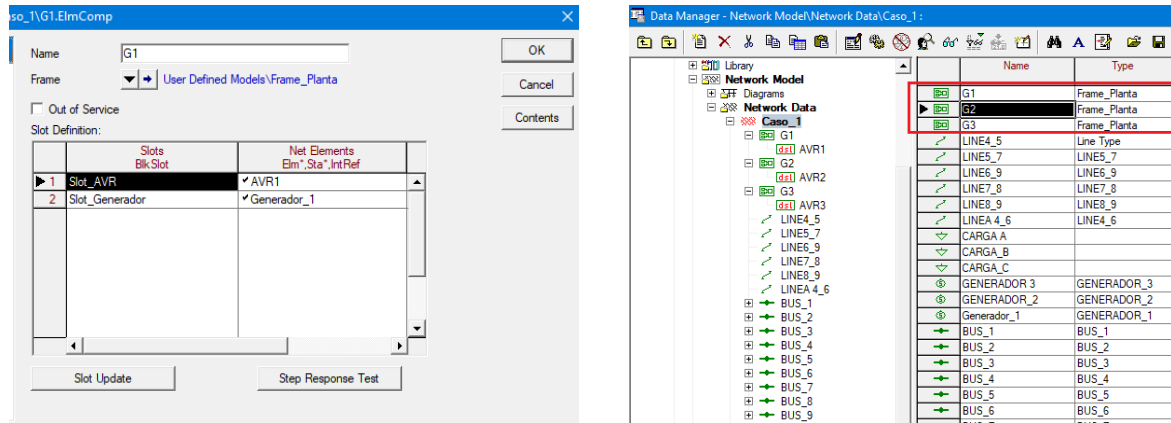 aso_1\G1.ElmComp
Name G1
Frame User Defined Models\Frame_Planta
Out of Service
Slot Definition:
Slots
BlkSlot
Net Elements
Elm*,Sta*,IntRef
1 Slot_AVR AVR1
2 Slot_Generador Generador_1
Slot Update
Step Response Test
OK
Cancel
Contents
Data Manager - Network Model\Network Data\Caso_1 :
Library
Network Model
Diagrams
Network Data
Caso_1
G1
dsl AVR1
G2
dsl AVR2
G3
dsl AVR3
LINE4_5
LINE5_7
LINE6_9
LINE7_8
LINE8_9
LINEA 4_6
BUS_1
BUS_2
BUS_3
BUS_4
BUS_5
BUS_6
BUS_7
BUS_8
BUS_9
Name Type
G1 Frame_Planta
G2 Frame_Planta
G3 Frame_Planta
LINE4_5 Line Type
LINE5_7 LINE5_7
LINE6_9 LINE6_9
LINE7_8 LINE7_8
LINE8_9 LINE8_9
LINEA 4_6 LINE4_6
CARGA A
CARGA_B
CARGA_C
GENERADOR 3 GENERADOR_3
GENERADOR_2 GENERADOR_2
Generador_1 GENERADOR_1
BUS_1 BUS_1
BUS_2 BUS_2
BUS_3 BUS_3
BUS_4 BUS_4
BUS_5 BUS_5
BUS_6 BUS_6